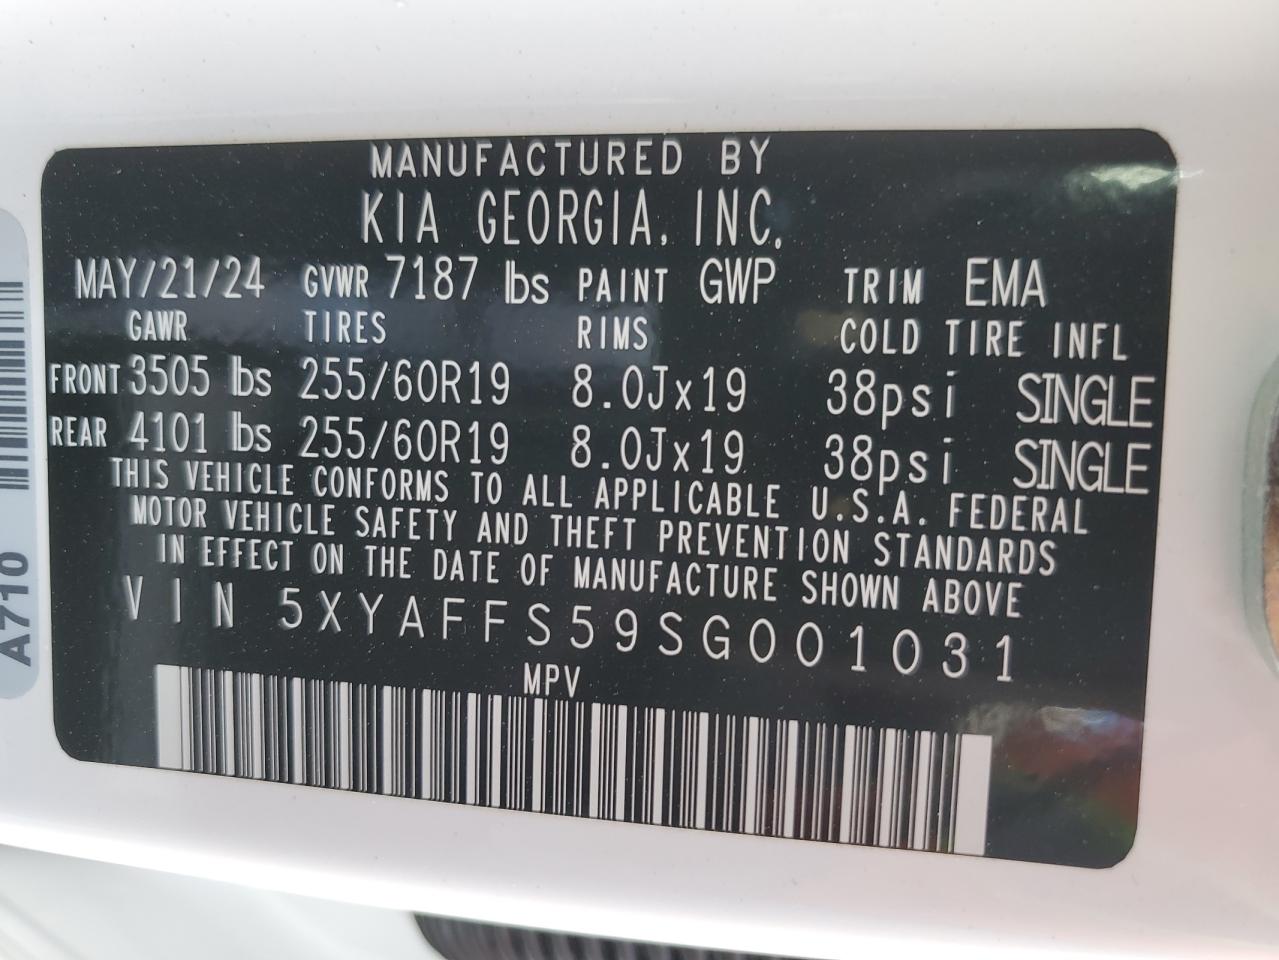 MANUFACTURED BY
KIA GEORGIA, INC.
MAY/21/24 GVWR 7187 lbs PAINT GWP TRIM EMA
GAWR TIRES RIMS COLD TIRE INFL
FRONT 3505 lbs 255/60R19 8.0Jx19 38psi SINGLE
REAR 4101 lbs 255/60R19 8.0Jx19 38psi SINGLE
THIS VEHICLE CONFORMS TO ALL APPLICABLE U.S.A. FEDERAL
MOTOR VEHICLE SAFETY AND THEFT PREVENTION STANDARDS
IN EFFECT ON THE DATE OF MANUFACTURE SHOWN ABOVE
VIN 5XYAFFS59SG001031
MPV
A710